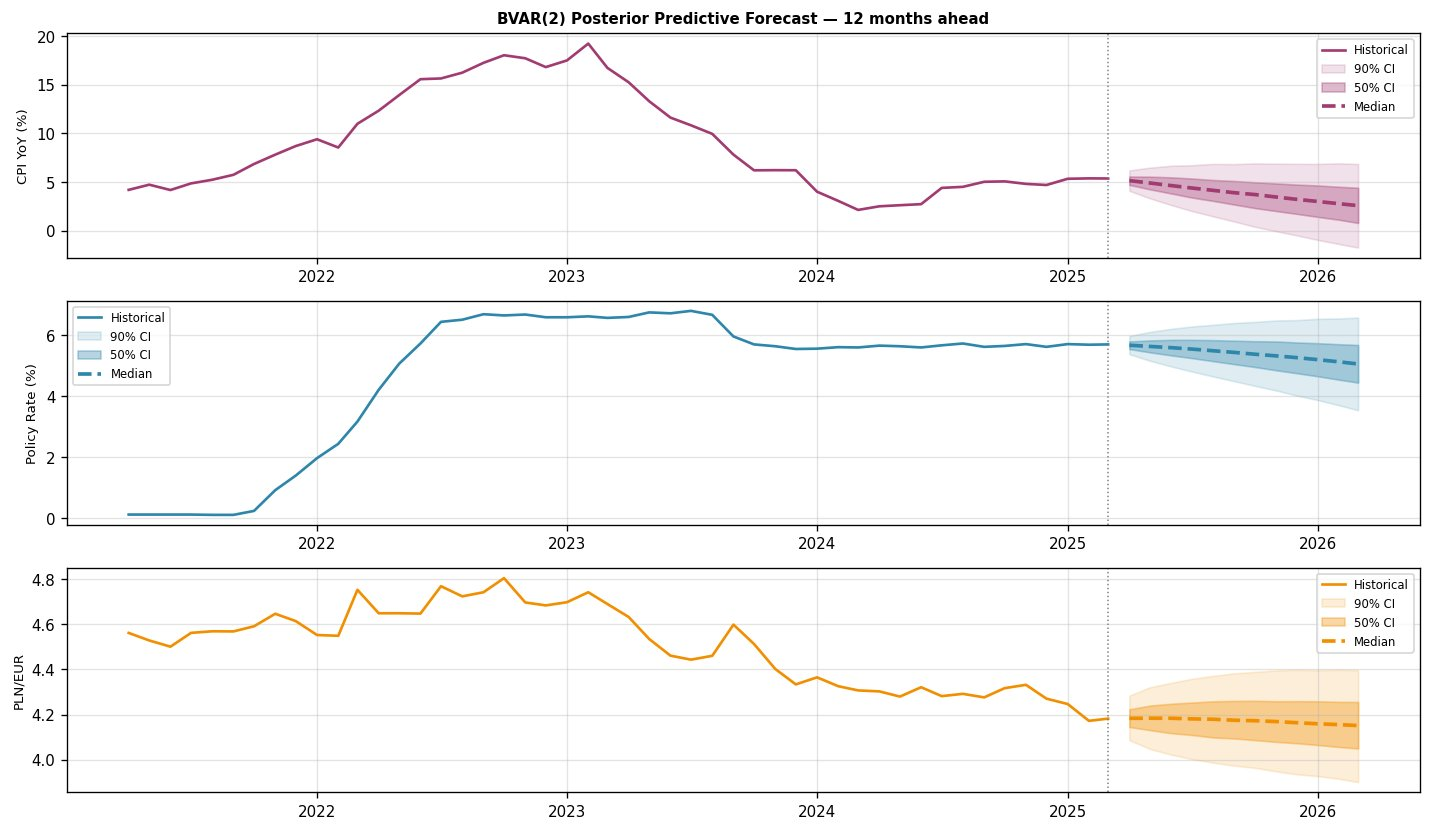 BVAR(2) Posterior Predictive Forecast — 12 months ahead
CPI YoY (%)
20
15
10
5
0
Historical
90% CI
50% CI
Median
2022
2023
2024
2025
2026
Policy Rate (%)
6
4
2
0
Historical
90% CI
50% CI
Median
2022
2023
2024
2025
2026
PLN/EUR
4.8
4.6
4.4
4.2
4.0
Historical
90% CI
50% CI
Median
2022
2023
2024
2025
2026